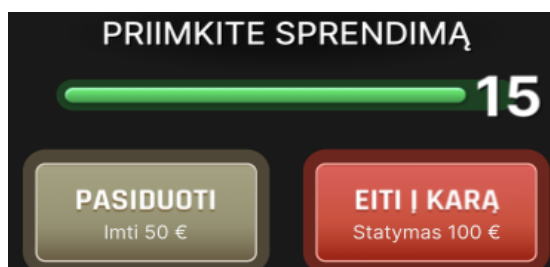 PRIIMKITE SPRENDIMĄ
15
PASIDUOTI
Imti 50 €
EITI Į KARĄ
Statymas 100 €